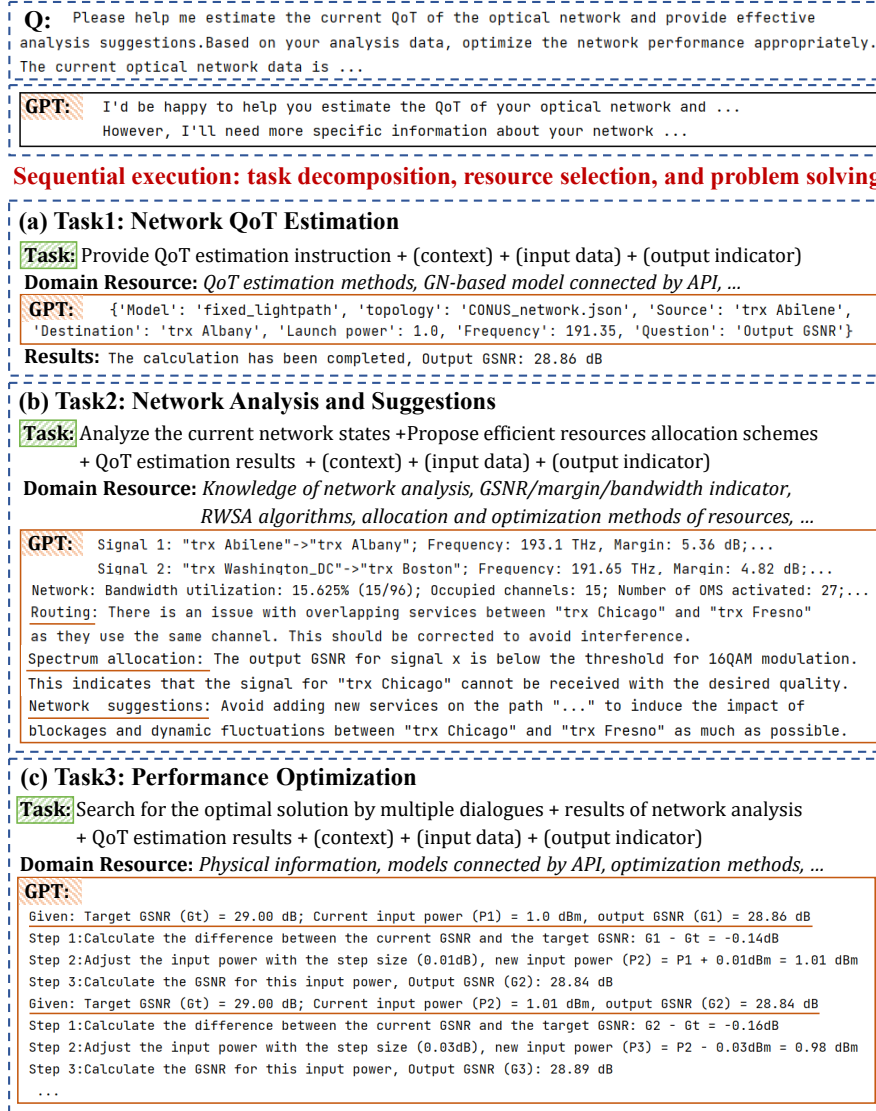 Q: Please help me estimate the current QoT of the optical network and provide effective
analysis suggestions.Based on your analysis data, optimize the network performance appropriately.
The current optical network data is ...
GPT: I'd be happy to help you estimate the QoT of your optical network and ...
However, I'll need more specific information about your network ...
Sequential execution: task decomposition, resource selection, and problem solving
(a) Task1: Network QoT Estimation
Task: Provide QoT estimation instruction + (context) + (input data) + (output indicator)
Domain Resource: QoT estimation methods, GN-based model connected by API, ...
GPT: {'Model': 'fixed_lightpath', 'topology': 'CONUS_network.json', 'Source': 'trx Abilene',
'Destination': 'trx Albany', 'Launch power': 1.0, 'Frequency': 191.35, 'Question': 'Output GSNR'}
Results: The calculation has been completed, Output GSNR: 28.86 dB
(b) Task2: Network Analysis and Suggestions
Task: Analyze the current network states +Propose efficient resources allocation schemes
+ QoT estimation results + (context) + (input data) + (output indicator)
Domain Resource: Knowledge of network analysis, GSNR/margin/bandwidth indicator,
RWSA algorithms, allocation and optimization methods of resources, ...
GPT: Signal 1: "trx Abilene"->"trx Albany"; Frequency: 193.1 THz, Margin: 5.36 dB;...
Signal 2: "trx Washington_DC"->"trx Boston"; Frequency: 191.65 THz, Margin: 4.82 dB;...
Network: Bandwidth utilization: 15.625% (15/96); Occupied channels: 15; Number of OMS activated: 27;...
Routing: There is an issue with overlapping services between "trx Chicago" and "trx Fresno"
as they use the same channel. This should be corrected to avoid interference.
Spectrum allocation: The output GSNR for signal x is below the threshold for 16QAM modulation.
This indicates that the signal for "trx Chicago" cannot be received with the desired quality.
Network suggestions: Avoid adding new services on the path "..." to induce the impact of
blockages and dynamic fluctuations between "trx Chicago" and "trx Fresno" as much as possible.
(c) Task3: Performance Optimization
Task: Search for the optimal solution by multiple dialogues + results of network analysis
+ QoT estimation results + (context) + (input data) + (output indicator)
Domain Resource: Physical information, models connected by API, optimization methods, ...
GPT:
Given: Target GSNR (Gt) = 29.00 dB; Current input power (P1) = 1.0 dBm, output GSNR (G1) = 28.86 dB
Step 1:Calculate the difference between the current GSNR and the target GSNR: G1 - Gt = -0.14dB
Step 2:Adjust the input power with the step size (0.01dB), new input power (P2) = P1 + 0.01dBm = 1.01 dBm
Step 3:Calculate the GSNR for this input power, Output GSNR (G2): 28.84 dB
Given: Target GSNR (Gt) = 29.00 dB; Current input power (P2) = 1.01 dBm, output GSNR (G2) = 28.84 dB
Step 1:Calculate the difference between the current GSNR and the target GSNR: G2 - Gt = -0.16dB
Step 2:Adjust the input power with the step size (0.03dB), new input power (P3) = P2 - 0.03dBm = 0.98 dBm
Step 3:Calculate the GSNR for this input power, Output GSNR (G3): 28.89 dB
...